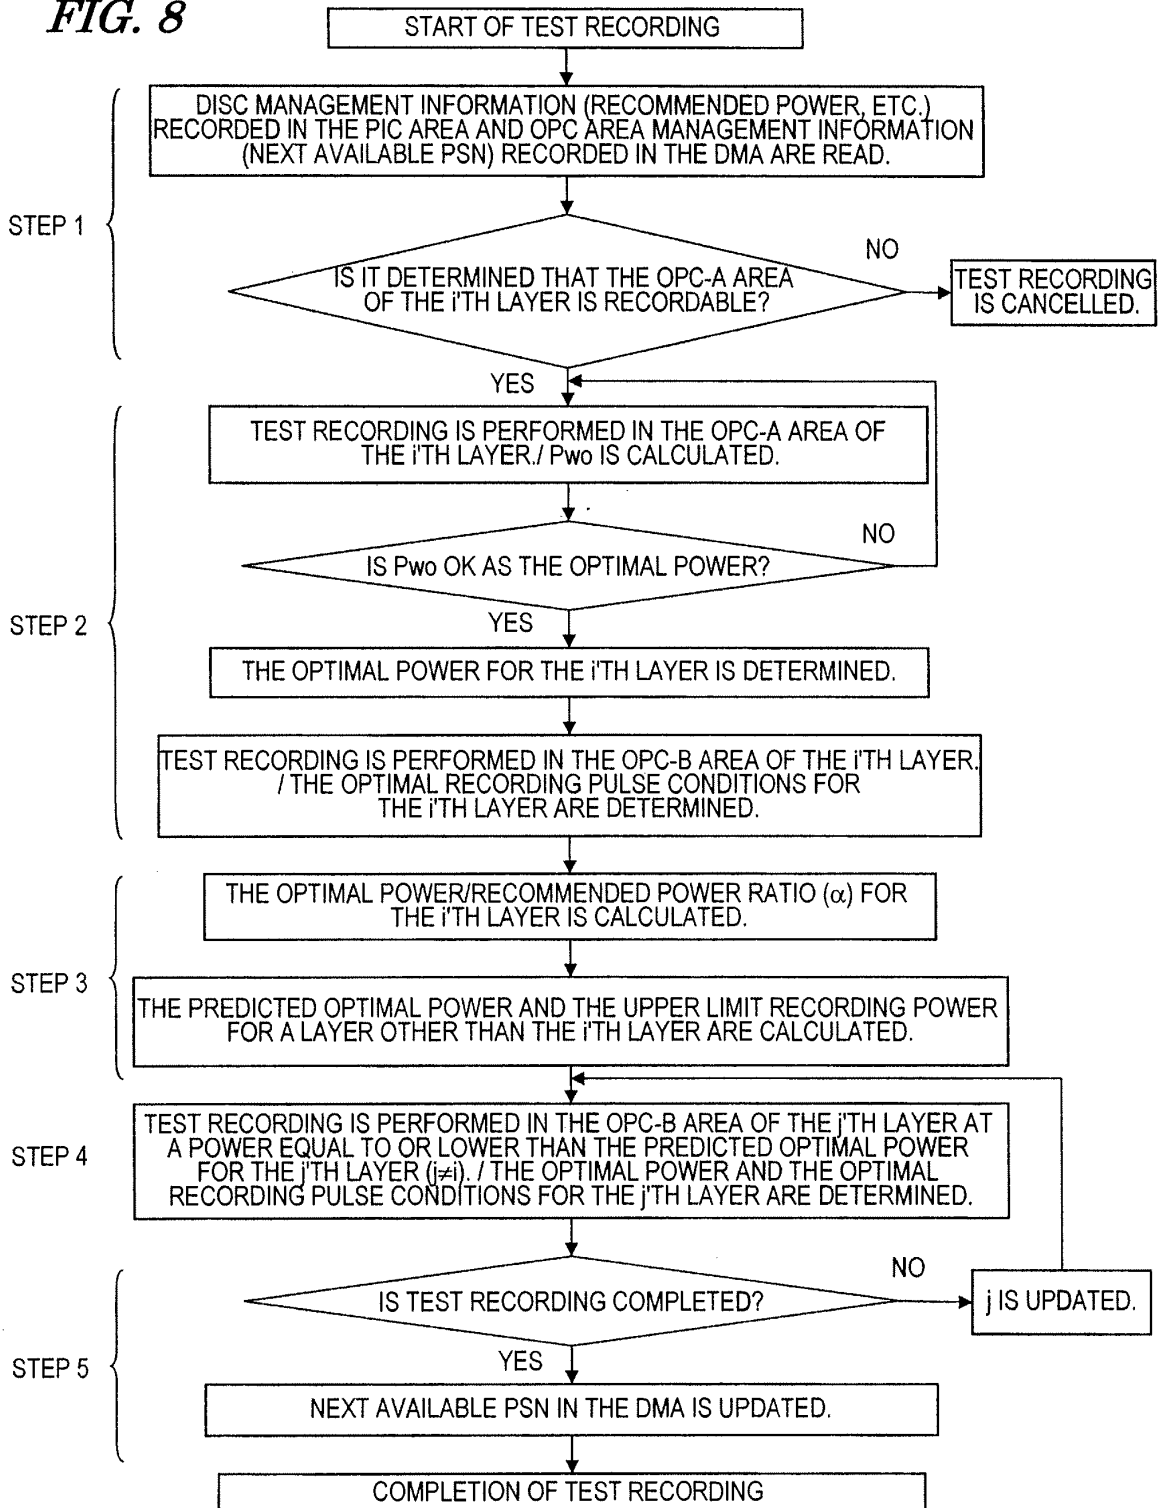 FIG. 8
START OF TEST RECORDING
DISC MANAGEMENT INFORMATION (RECOMMENDED POWER, ETC.)
RECORDED IN THE PIC AREA AND OPC AREA MANAGEMENT INFORMATION
(NEXT AVAILABLE PSN) RECORDED IN THE DMA ARE READ.
STEP 1
IS IT DETERMINED THAT THE OPC-A AREA
OF THE i'TH LAYER IS RECORDABLE?
NO
TEST RECORDING
IS CANCELLED.
YES
TEST RECORDING IS PERFORMED IN THE OPC-A AREA OF
THE i'TH LAYER./ Pwo IS CALCULATED.
NO
IS Pwo OK AS THE OPTIMAL POWER?
STEP 2
YES
THE OPTIMAL POWER FOR THE i'TH LAYER IS DETERMINED.
TEST RECORDING IS PERFORMED IN THE OPC-B AREA OF THE i'TH LAYER.
/ THE OPTIMAL RECORDING PULSE CONDITIONS FOR
THE i'TH LAYER ARE DETERMINED.
THE OPTIMAL POWER/RECOMMENDED POWER RATIO (α) FOR
THE i'TH LAYER IS CALCULATED.
STEP 3
THE PREDICTED OPTIMAL POWER AND THE UPPER LIMIT RECORDING POWER
FOR A LAYER OTHER THAN THE i'TH LAYER ARE CALCULATED.
STEP 4
TEST RECORDING IS PERFORMED IN THE OPC-B AREA OF THE j'TH LAYER AT
A POWER EQUAL TO OR LOWER THAN THE PREDICTED OPTIMAL POWER
FOR THE j'TH LAYER (j≠i). / THE OPTIMAL POWER AND THE OPTIMAL
RECORDING PULSE CONDITIONS FOR THE j'TH LAYER ARE DETERMINED.
NO
IS TEST RECORDING COMPLETED?
j IS UPDATED.
STEP 5
YES
NEXT AVAILABLE PSN IN THE DMA IS UPDATED.
COMPLETION OF TEST RECORDING